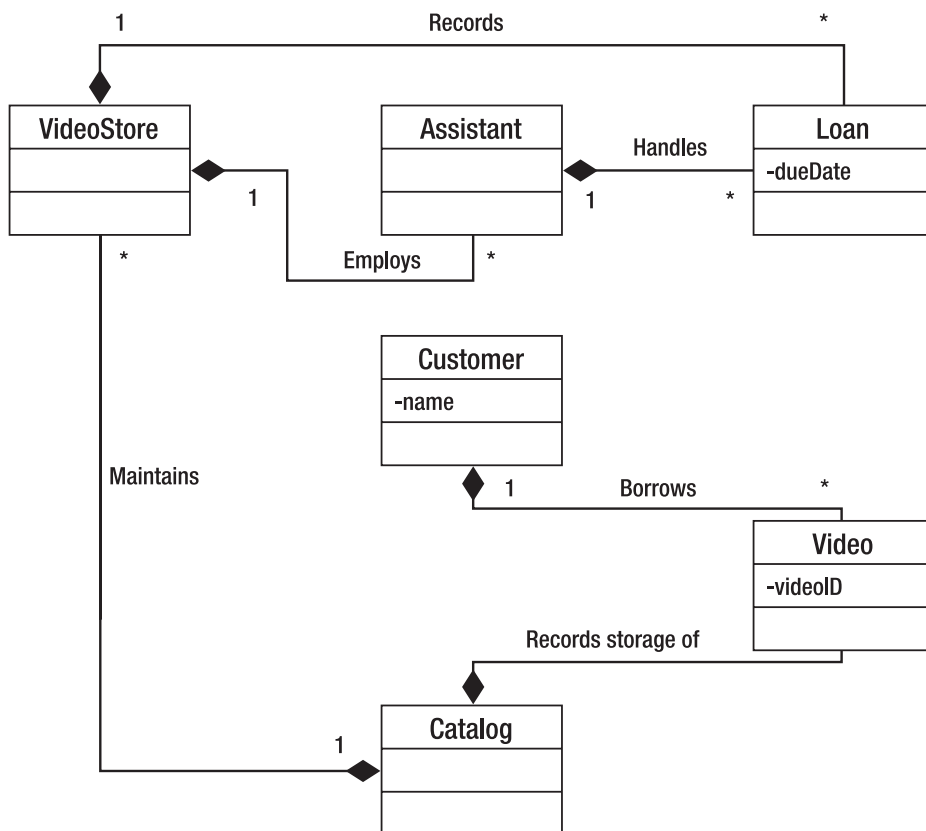 1 Records *
VideoStore Assistant Loan
Handles
-dueDate
1 1 *
* Employs *
Customer
-name
Maintains
1 Borrows *
Video
-videoID
Records storage of
Catalog
1